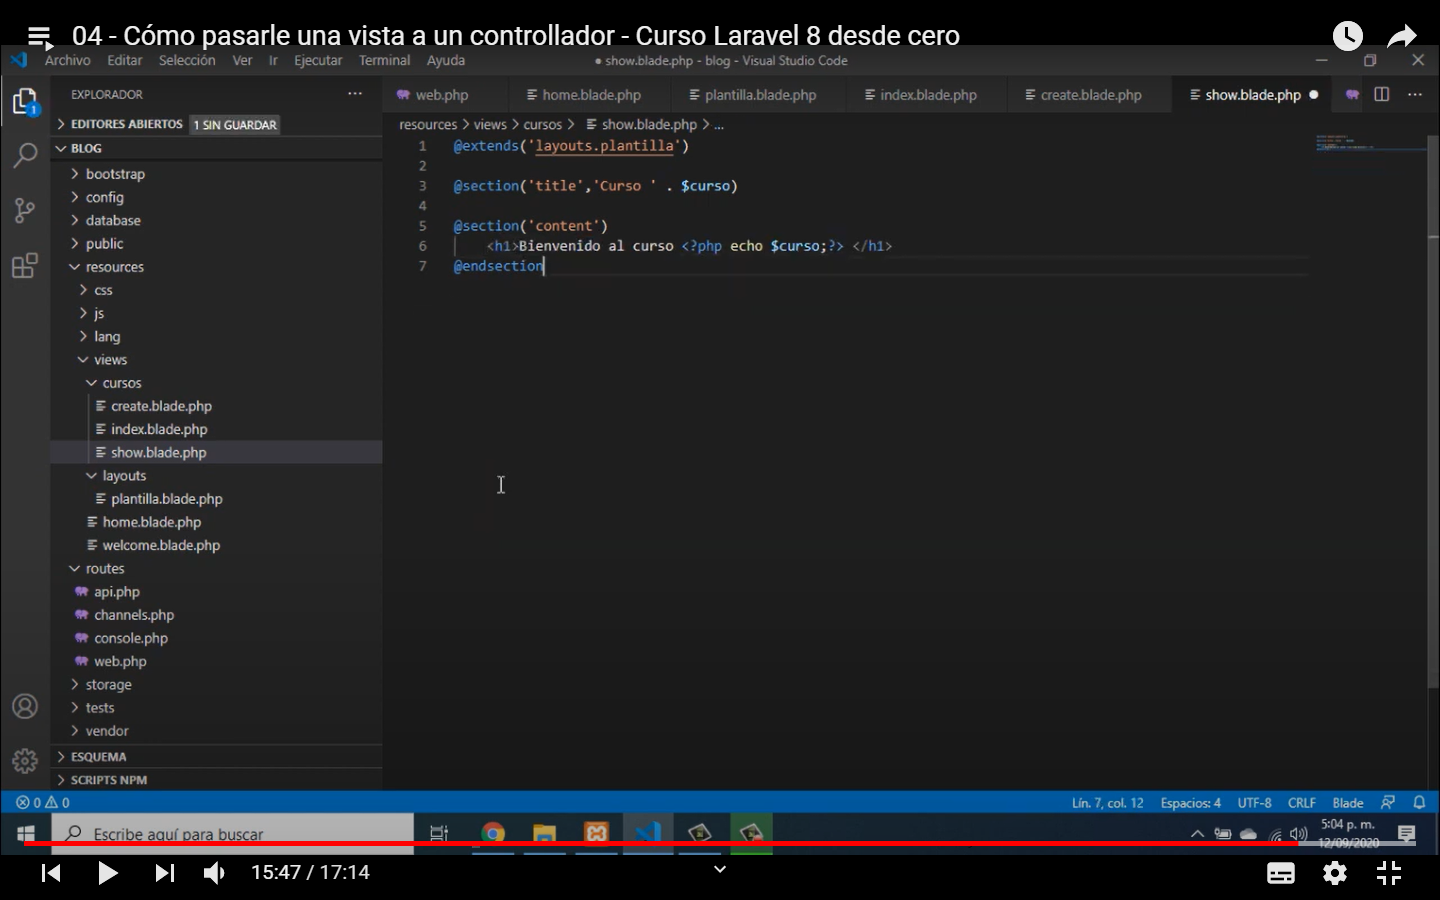 04 - Cómo pasarle una vista a un controllador - Curso Laravel 8 desde cero
Archivo Editar Selección Ver Ir Ejecutar Terminal Ayuda
● show.blade.php - blog - Visual Studio Code
EXPLORADOR
web.php home.blade.php plantilla.blade.php index.blade.php create.blade.php show.blade.php
EDITORES ABIERTOS 1 SIN GUARDAR
resources > views > cursos > show.blade.php > ...
BLOG
bootstrap
config
database
public
resources
css
js
lang
views
cursos
create.blade.php
index.blade.php
show.blade.php
layouts
plantilla.blade.php
home.blade.php
welcome.blade.php
routes
api.php
channels.php
console.php
web.php
storage
tests
vendor
ESQUEMA
SCRIPTS NPM
1 @extends('layouts.plantilla')
2
3 @section('title','Curso ' . $curso)
4
5 @section('content')
6 <h1>Bienvenido al curso <?php echo $curso;?> </h1>
7 @endsection
1
0 0
Lín. 7, col. 12 Espacios: 4 UTF-8 CRLF Blade
Escribe aquí para buscar
5:04 p. m.
12/09/2020
15:47 / 17:14